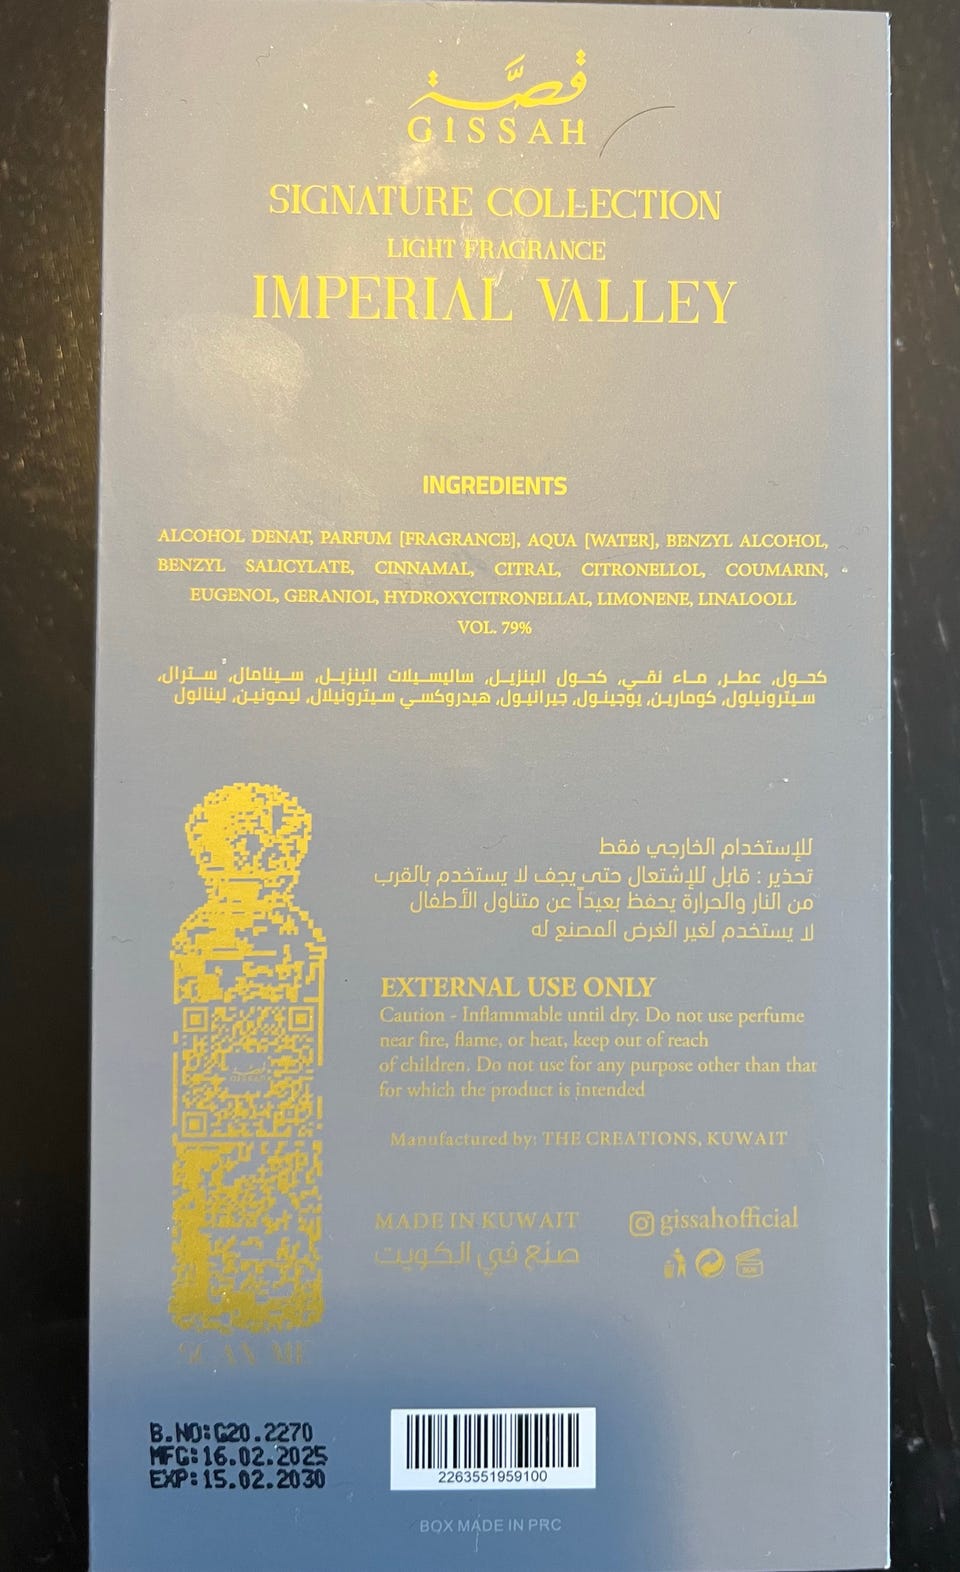 قصة
GISSAH
SIGNATURE COLLECTION
LIGHT FRAGRANCE
IMPERIAL VALLEY
INGREDIENTS
ALCOHOL DENAT, PARFUM [FRAGRANCE], AQUA [WATER], BENZYL ALCOHOL,
BENZYL SALICYLATE, CINNAMAL, CITRAL, CITRONELLOL, COUMARIN,
EUGENOL, GERANIOL, HYDROXYCITRONELLAL, LIMONENE, LINALOOLL
VOL. 79%
كحول، عطر، ماء نقي، كحول البنزيل، ساليسيلات البنزيل، سينامال، سترال،
سيترونيلول، كومارين، يوجينول، جيرانيول، هيدروكسي سيترونيلال، ليمونين، لينالول
للإستخدام الخارجي فقط
تحذير : قابل للإشتعال حتى يجف لا يستخدم بالقرب
من النار والحرارة يحفظ بعيداً عن متناول الأطفال
لا يستخدم لغير الغرض المصنع له
EXTERNAL USE ONLY
Caution - Inflammable until dry. Do not use perfume
near fire, flame, or heat, keep out of reach
of children. Do not use for any purpose other than that
for which the product is intended
Manufactured by: THE CREATIONS, KUWAIT
MADE IN KUWAIT
صنع في الكويت
gissahofficial
قصة
GISSAH
SCAN ME
B.NO:G20.2270
MFG:16.02.2025
EXP:15.02.2030
2263551959100
BOX MADE IN PRC